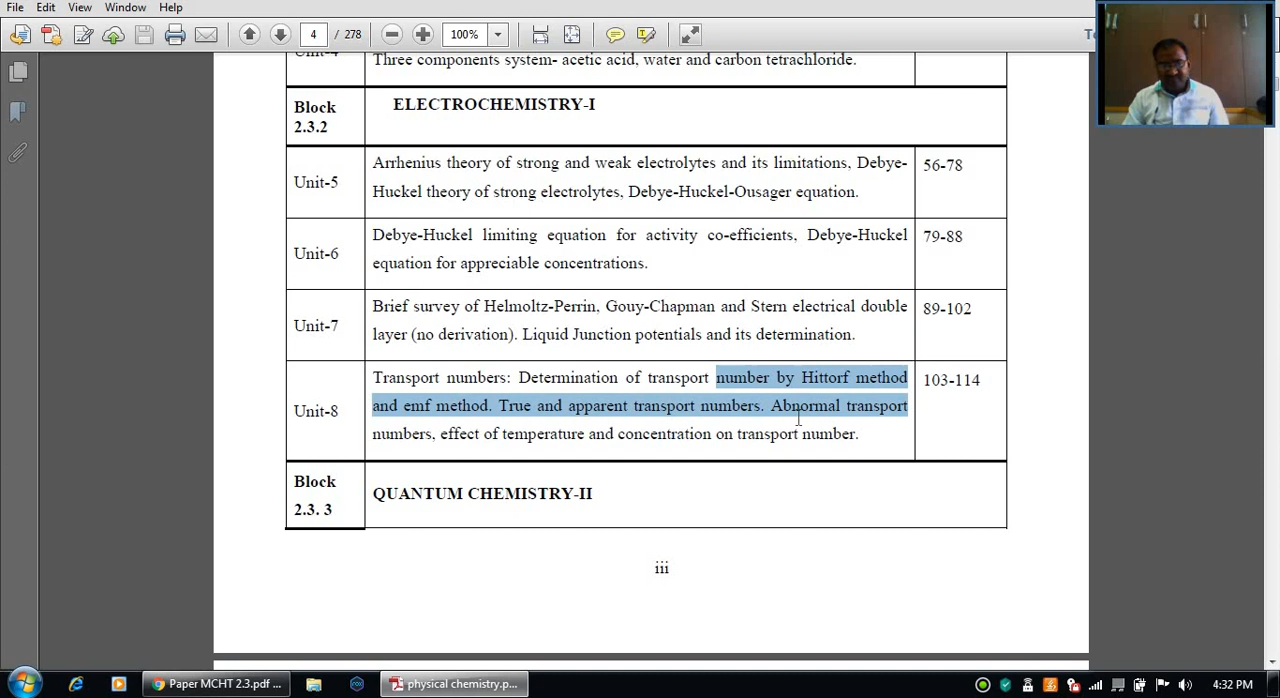 File Edit View Window Help
4 / 278 100%
Unit-4
Three components system- acetic acid, water and carbon tetrachloride.
Block
2.3.2
ELECTROCHEMISTRY-I
Unit-5
Arrhenius theory of strong and weak electrolytes and its limitations, Debye-
Huckel theory of strong electrolytes, Debye-Huckel-Ousager equation.
56-78
Unit-6
Debye-Huckel limiting equation for activity co-efficients, Debye-Huckel
equation for appreciable concentrations.
79-88
Unit-7
Brief survey of Helmoltz-Perrin, Gouy-Chapman and Stern electrical double
layer (no derivation). Liquid Junction potentials and its determination.
89-102
Unit-8
Transport numbers: Determination of transport number by Hittorf method
and emf method. True and apparent transport numbers. Abnormal transport
numbers, effect of temperature and concentration on transport number.
103-114
Block
2.3. 3
QUANTUM CHEMISTRY-II
iii
Paper MCHT 2.3.pdf ...
physical chemistry.p...
4:32 PM